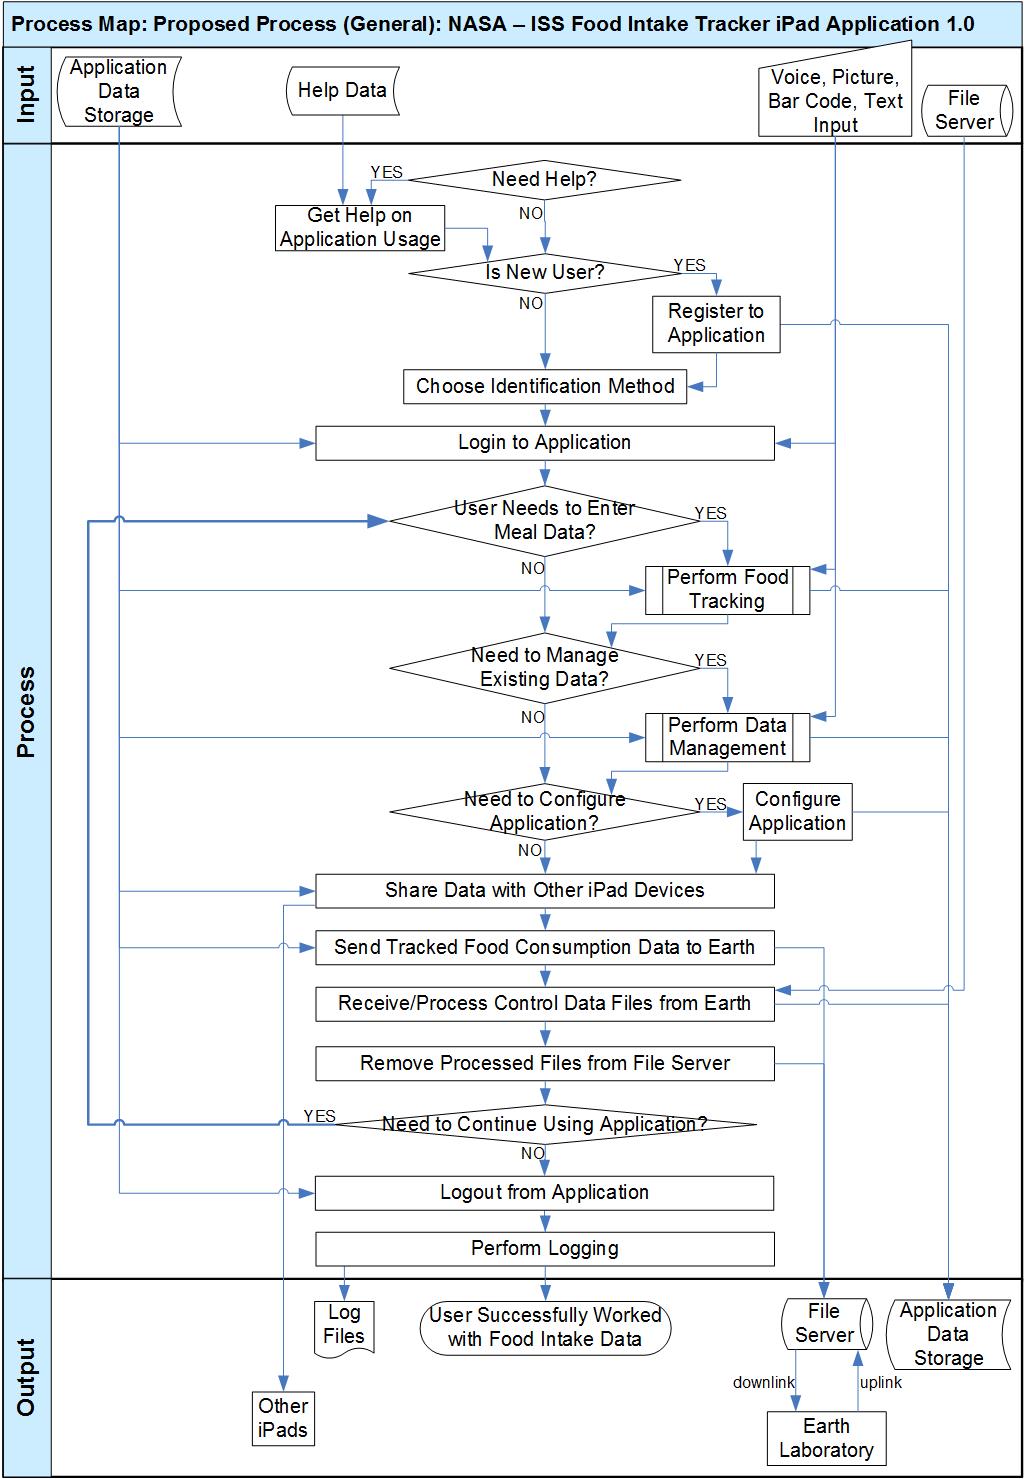 Process Map: Proposed Process (General): NASA – ISS Food Intake Tracker iPad Application 1.0
Input
Application
Data
Storage
Help Data
Voice, Picture,
Bar Code, Text
Input
File
Server
Process
Need Help?
YES
NO
Get Help on
Application Usage
Is New User?
YES
NO
Register to
Application
Choose Identification Method
Login to Application
User Needs to Enter
Meal Data?
YES
NO
Perform Food
Tracking
Need to Manage
Existing Data?
YES
NO
Perform Data
Management
Need to Configure
Application?
YES
NO
Configure
Application
Share Data with Other iPad Devices
Send Tracked Food Consumption Data to Earth
Receive/Process Control Data Files from Earth
Remove Processed Files from File Server
YES
Need to Continue Using Application?
NO
Logout from Application
Perform Logging
Output
Log
Files
User Successfully Worked
with Food Intake Data
File
Server
Application
Data
Storage
downlink
uplink
Other
iPads
Earth
Laboratory